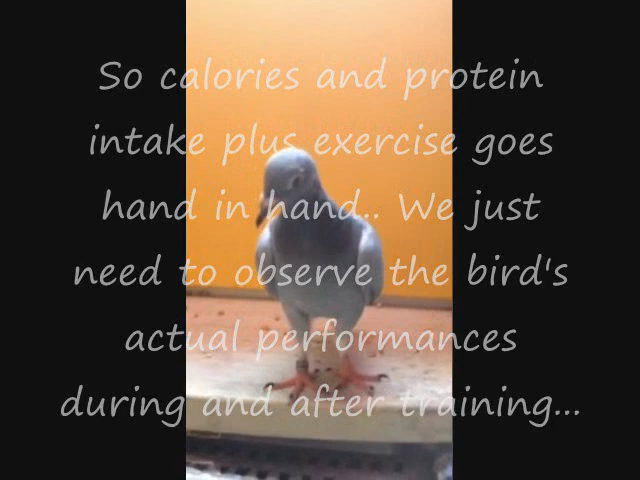 So calories and protein
intake plus exercise goes
hand in hand.. We just
need to observe the bird's
actual performances
during and after training...